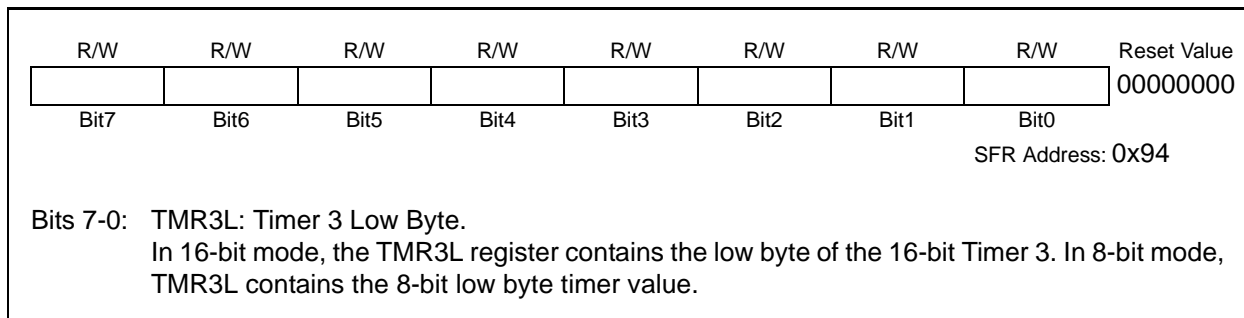 R/W R/W R/W R/W R/W R/W R/W R/W Reset Value
00000000
Bit7 Bit6 Bit5 Bit4 Bit3 Bit2 Bit1 Bit0
SFR Address: 0x94
Bits 7-0: TMR3L: Timer 3 Low Byte.
In 16-bit mode, the TMR3L register contains the low byte of the 16-bit Timer 3. In 8-bit mode,
TMR3L contains the 8-bit low byte timer value.